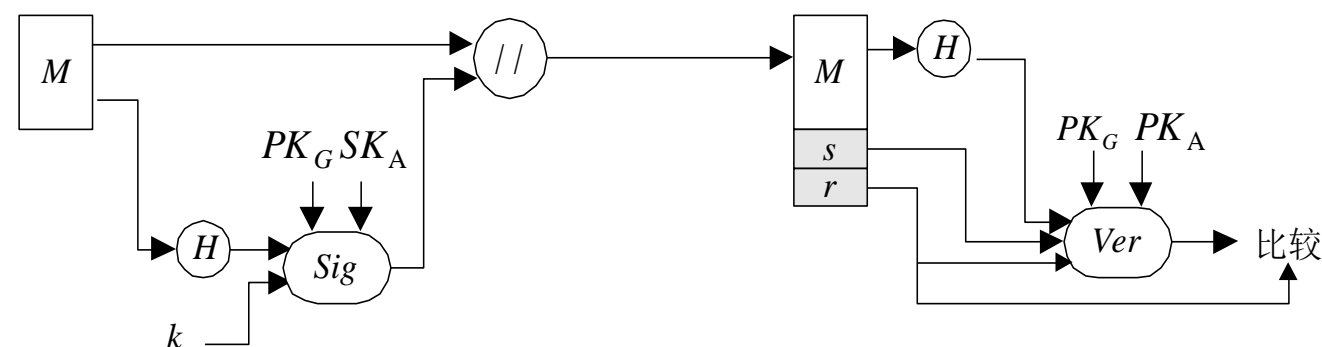 M
//
M
H
PK_G SK_A
s
r
PK_G PK_A
H
Sig
Ver
比较
k